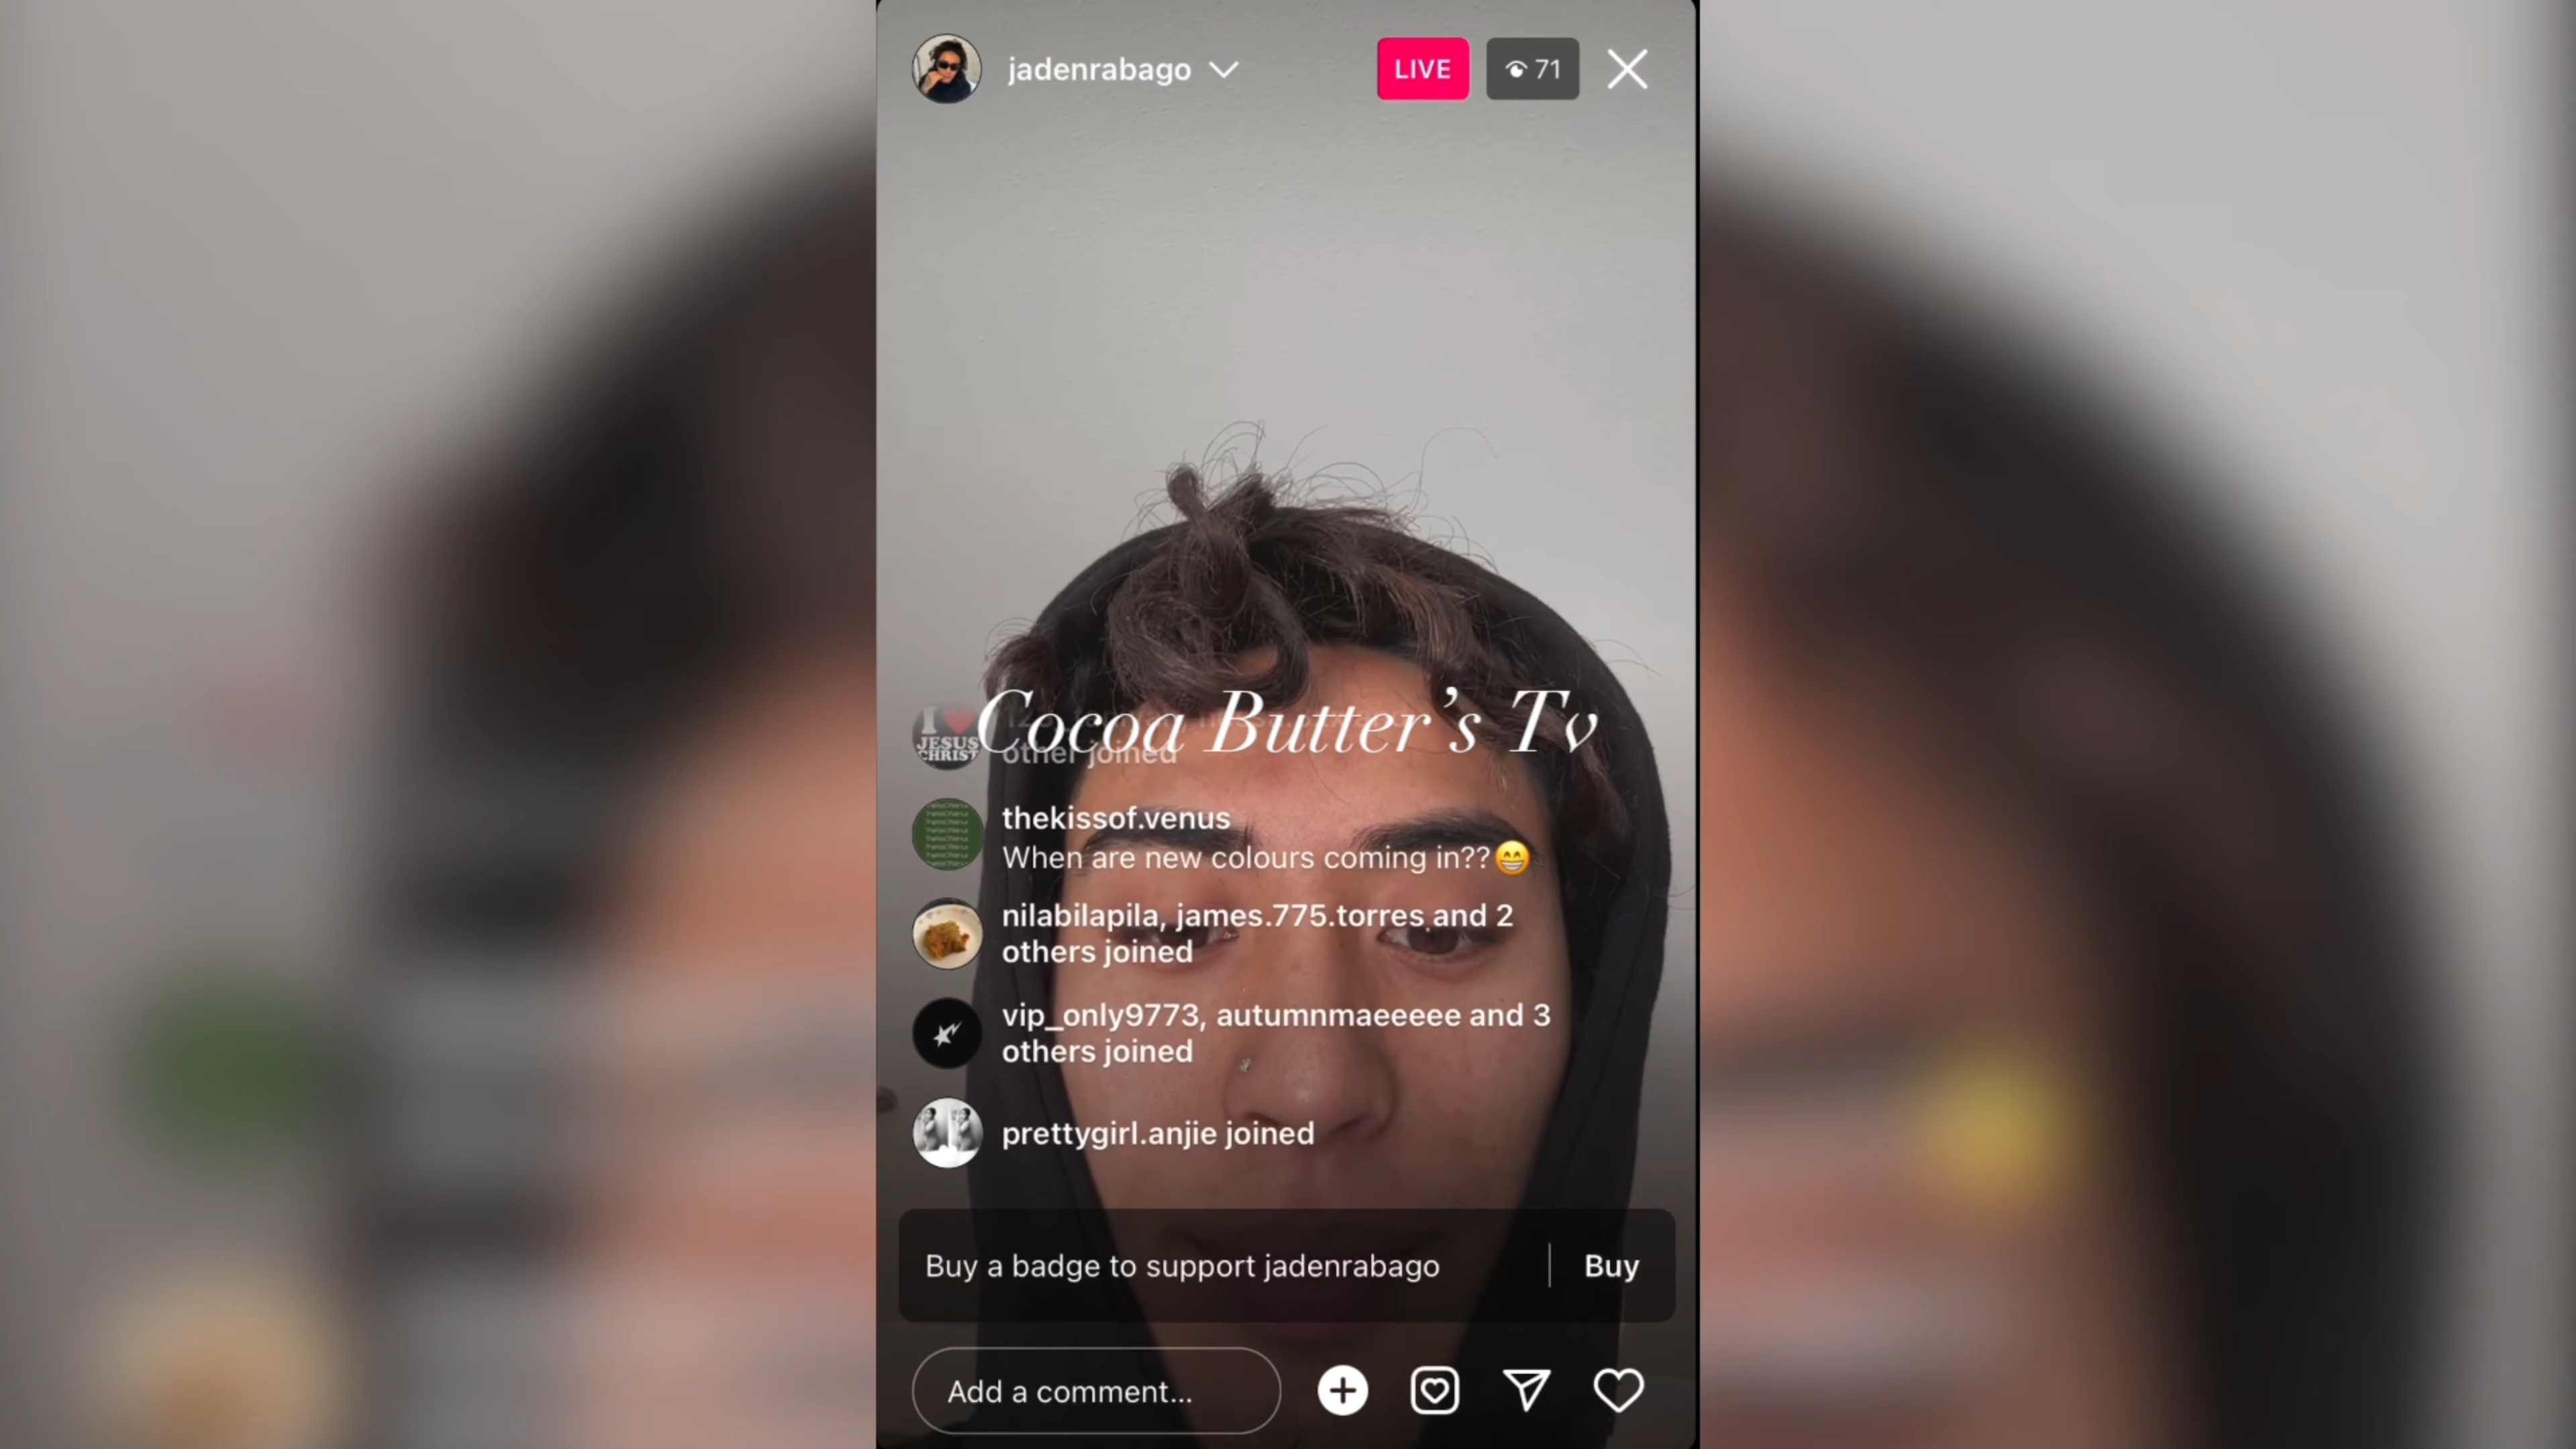 jadenrabago
LIVE
71
Cocoa Butter's Tv
I
JESUS
CHRIST
other joined
thekissof.venus
When are new colours coming in??😁
nilabilapila, james.775.torres and 2
others joined
vip_only9773, autumnmaeeeee and 3
others joined
prettygirl.anjie joined
Buy a badge to support jadenrabago
Buy
Add a comment...